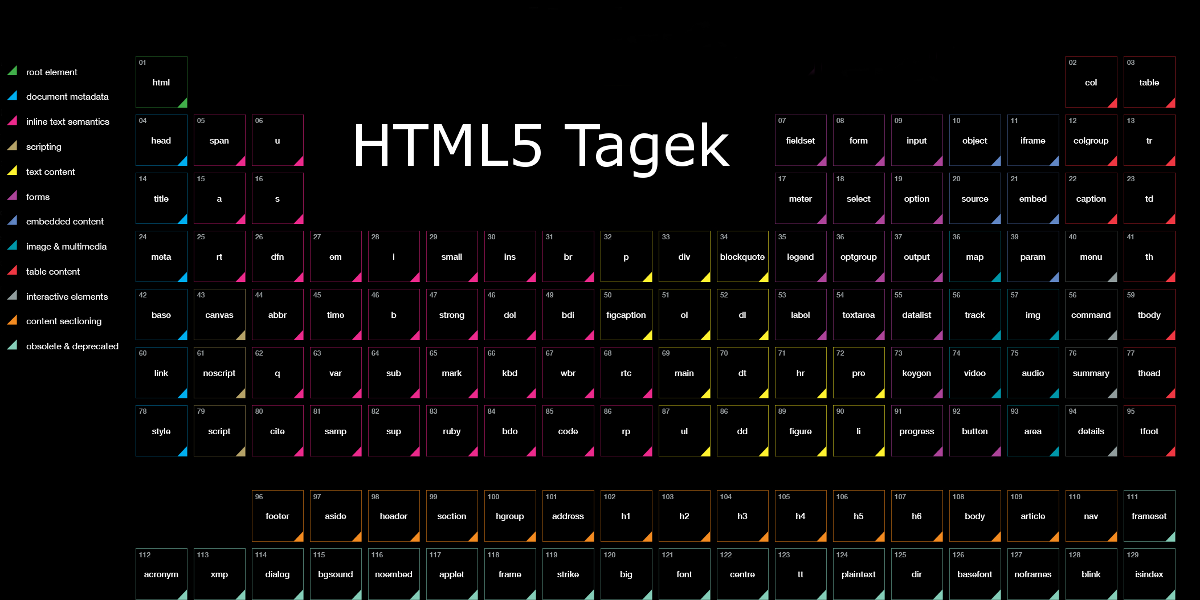 HTML5 Tagek
root element
document metadata
inline text semantics
scripting
text content
forms
embedded content
image & multimedia
table content
interactive elements
content sectioning
obsolete & deprecated
01 02 03
html col table
04 05 06 07 08 09 10 11 12 13
head span u fieldset form input object iframe colgroup tr
14 15 16 17 18 19 20 21 22 23
title a s meter select option source embed caption td
24 25 26 27 28 29 30 31 32 33 34 35 36 37 38 39 40 41
meta rt dfn em i small ins br p div blockquote legend optgroup output map param menu th
42 43 44 45 46 47 48 49 50 51 52 53 54 55 56 57 58 59
base canvas abbr time b strong del bdi figcaption ol dl label textarea datalist track img command tbody
60 61 62 63 64 65 66 67 68 69 70 71 72 73 74 75 76 77
link noscript q var sub mark kbd wbr rtc main dt hr pre keygen video audio summary thead
78 79 80 81 82 83 84 85 86 87 88 89 90 91 92 93 94 95
style script cite samp sup ruby bdo code rp ul dd figure li progress button area details tfoot
96 97 98 99 100 101 102 103 104 105 106 107 108 109 110 111
footer aside header section hgroup address h1 h2 h3 h4 h5 h6 body article nav frameset
112 113 114 115 116 117 118 119 120 121 122 123 124 125 126 127 128 129
acronym xmp dialog bgsound noembed applet frame strike big font centre tt plaintext dir basefont noframes blink isindex